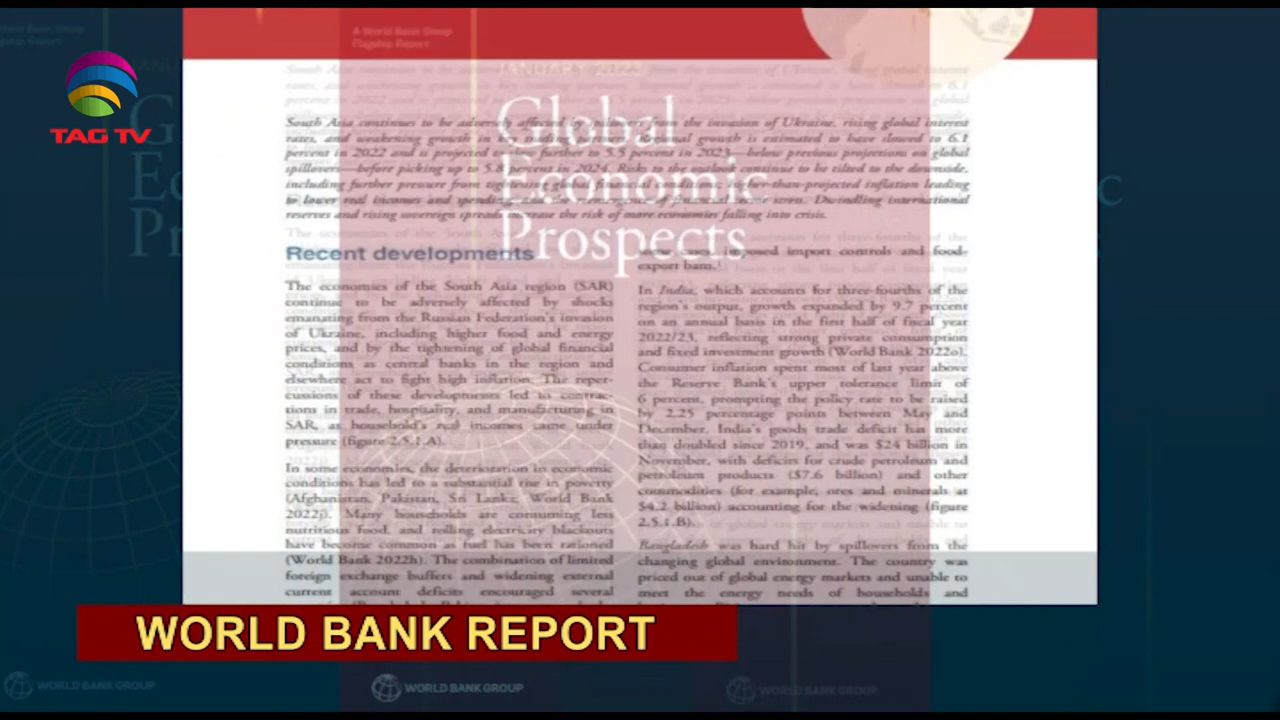 A World Bank Group
Flagship Report
JANUARY 2023
TAG TV
Global
Economic
Prospects
South Asia continues to be adversely affected by spillovers from the invasion of Ukraine, rising global interest
rates, and weakening growth in key trading partners. Regional growth is estimated to have slowed to 6.1
percent in 2022 and is projected to slow further to 5.5 percent in 2023—below previous projections on global
spillovers—before picking up to 5.8 percent in 2024. Risks to the outlook continue to be tilted to the downside,
including further pressure from tightening global financial conditions; higher-than-projected inflation leading
to lower real incomes and spending; of financial stress. Dwindling international
reserves and rising sovereign spreads increase the risk of more economies falling into crisis.
Recent developments
The economies of the South Asia region (SAR)
continue to be adversely affected by shocks
emanating from the Russian Federation's invasion
of Ukraine, including higher food and energy
prices, and by the tightening of global financial
conditions as central banks in the region and
elsewhere act to fight high inflation. The reper-
cussions of these developments led to contrac-
tions in trade, hospitality, and manufacturing in
SAR, as household's real incomes came under
pressure (figure 2.5.1.A).
In some economies, the deterioration in economic
conditions has led to a substantial rise in poverty
(Afghanistan, Pakistan, Sri Lanka; World Bank
2022j). Many households are consuming less
nutritious food, and rolling electricity blackouts
have become common as fuel has been rationed
(World Bank 2022h). The combination of limited
foreign exchange buffers and widening external
current account deficits encouraged several
imposed import controls and food-
export bans.¹
In India, which accounts for three-fourths of the
region's output, growth expanded by 9.7 percent
on an annual basis in the first half of fiscal year
2022/23, reflecting strong private consumption
and fixed investment growth (World Bank 2022o).
Consumer inflation spent most of last year above
the Reserve Bank's upper tolerance limit of
6 percent, prompting the policy rate to be raised
by 2.25 percentage points between May and
December. India's goods trade deficit has more
than doubled since 2019, and was $24 billion in
November, with deficits for crude petroleum and
petroleum products ($7.6 billion) and other
commodities (for example, ores and minerals at
$4.2 billion) accounting for the widening (figure
2.5.1.B).
Bangladesh was hard hit by spillovers from the
changing global environment. The country was
priced out of global energy markets and unable to
meet the energy needs of households and
WORLD BANK REPORT
WORLD BANK GROUP
WORLD BANK GROUP
WORLD BANK GROUP